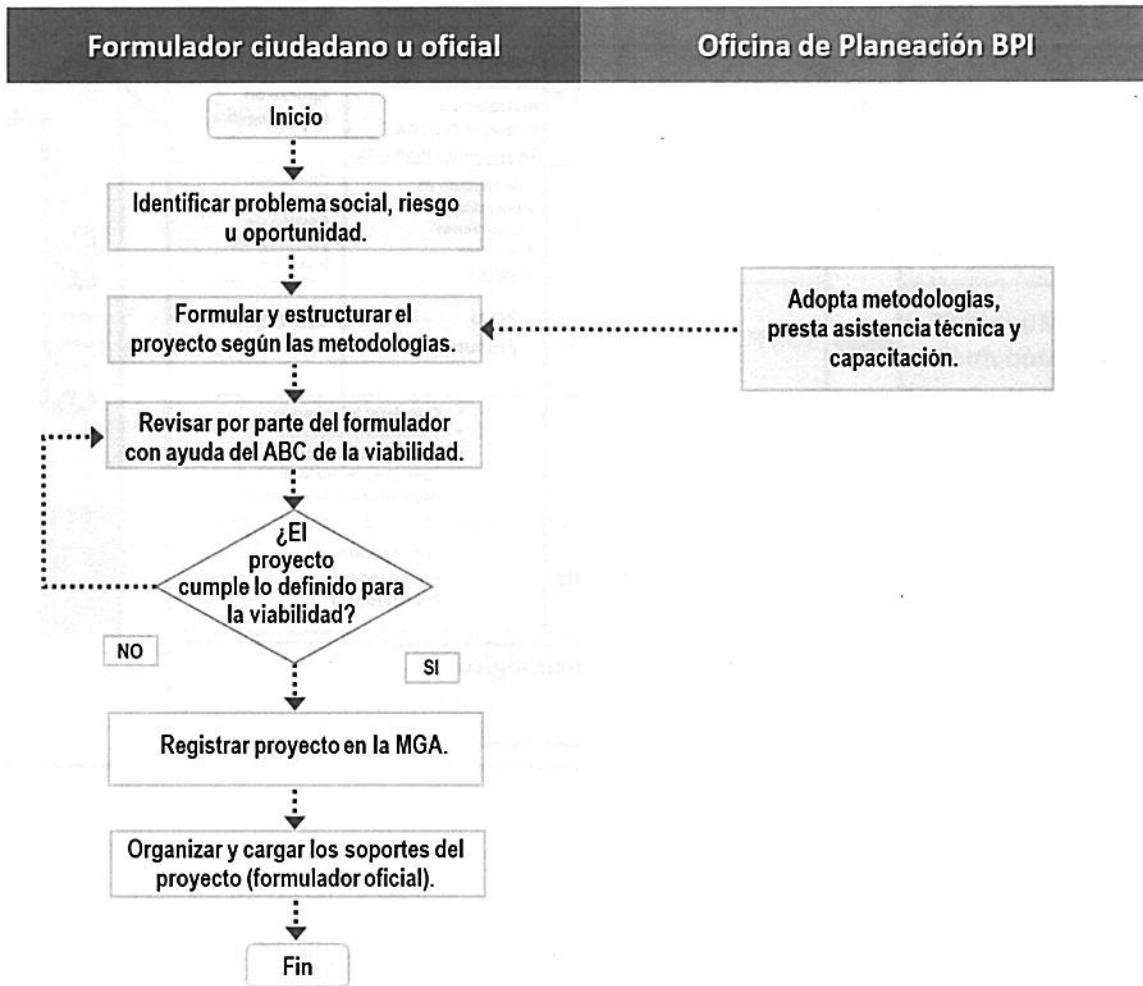 Formulador ciudadano u oficial
Oficina de Planeación BPI
Inicio
Identificar problema social, riesgo
u oportunidad.
Formular y estructurar el
proyecto según las metodologías.
Adopta metodologías,
presta asistencia técnica y
capacitación.
Revisar por parte del formulador
con ayuda del ABC de la viabilidad.
¿El
proyecto
cumple lo definido para
la viabilidad?
NO
SI
Registrar proyecto en la MGA.
Organizar y cargar los soportes del
proyecto (formulador oficial).
Fin